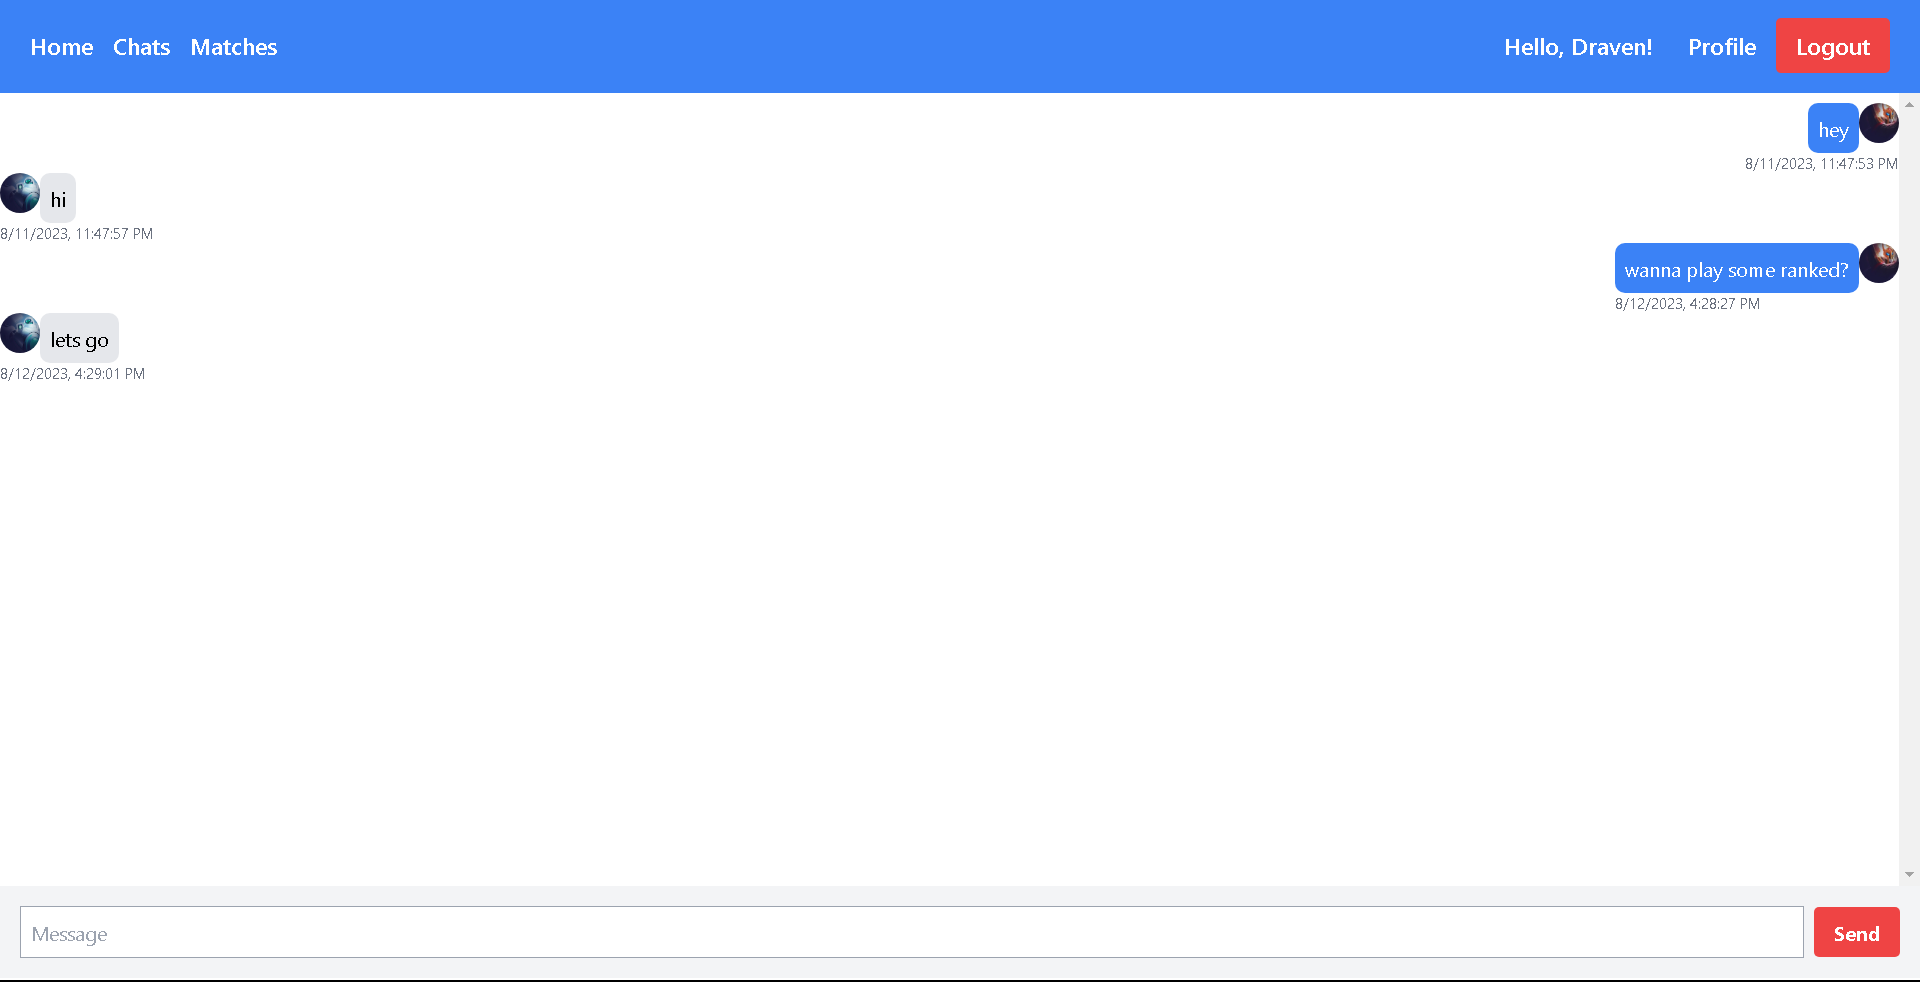 Home Chats Matches Hello, Draven! Profile Logout
hey
8/11/2023, 11:47:53 PM
hi
8/11/2023, 11:47:57 PM
wanna play some ranked?
8/12/2023, 4:28:27 PM
lets go
8/12/2023, 4:29:01 PM
Message Send